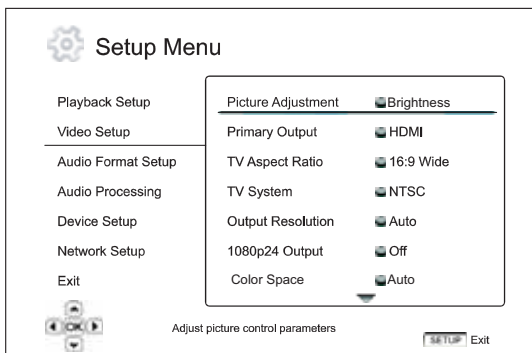 Setup Menu
Playback Setup
Video Setup
Audio Format Setup
Audio Processing
Device Setup
Network Setup
Exit
Picture Adjustment Brightness
Primary Output HDMI
TV Aspect Ratio 16:9 Wide
TV System NTSC
Output Resolution Auto
1080p24 Output Off
Color Space Auto
OK
Adjust picture control parameters
SETUP Exit